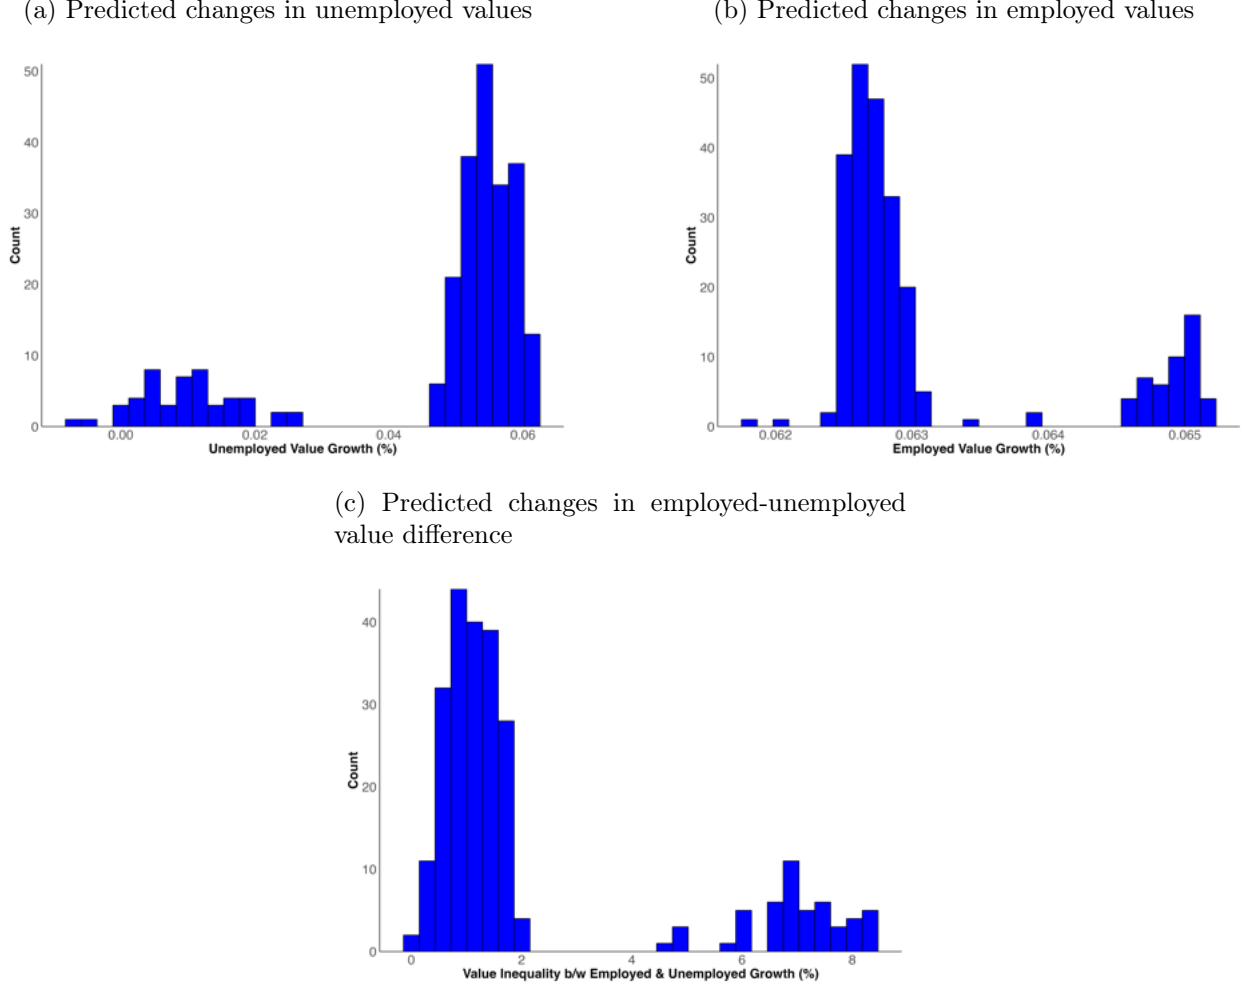 (a) Predicted changes in unemployed values
50
40
30
20
10
0
Count
0.00 0.02 0.04 0.06
Unemployed Value Growth (%)
(b) Predicted changes in employed values
50
40
30
20
10
0
Count
0.062 0.063 0.064 0.065
Employed Value Growth (%)
(c) Predicted changes in employed-unemployed
value difference
40
30
20
10
0
Count
0 2 4 6 8
Value Inequality b/w Employed & Unemployed Growth (%)